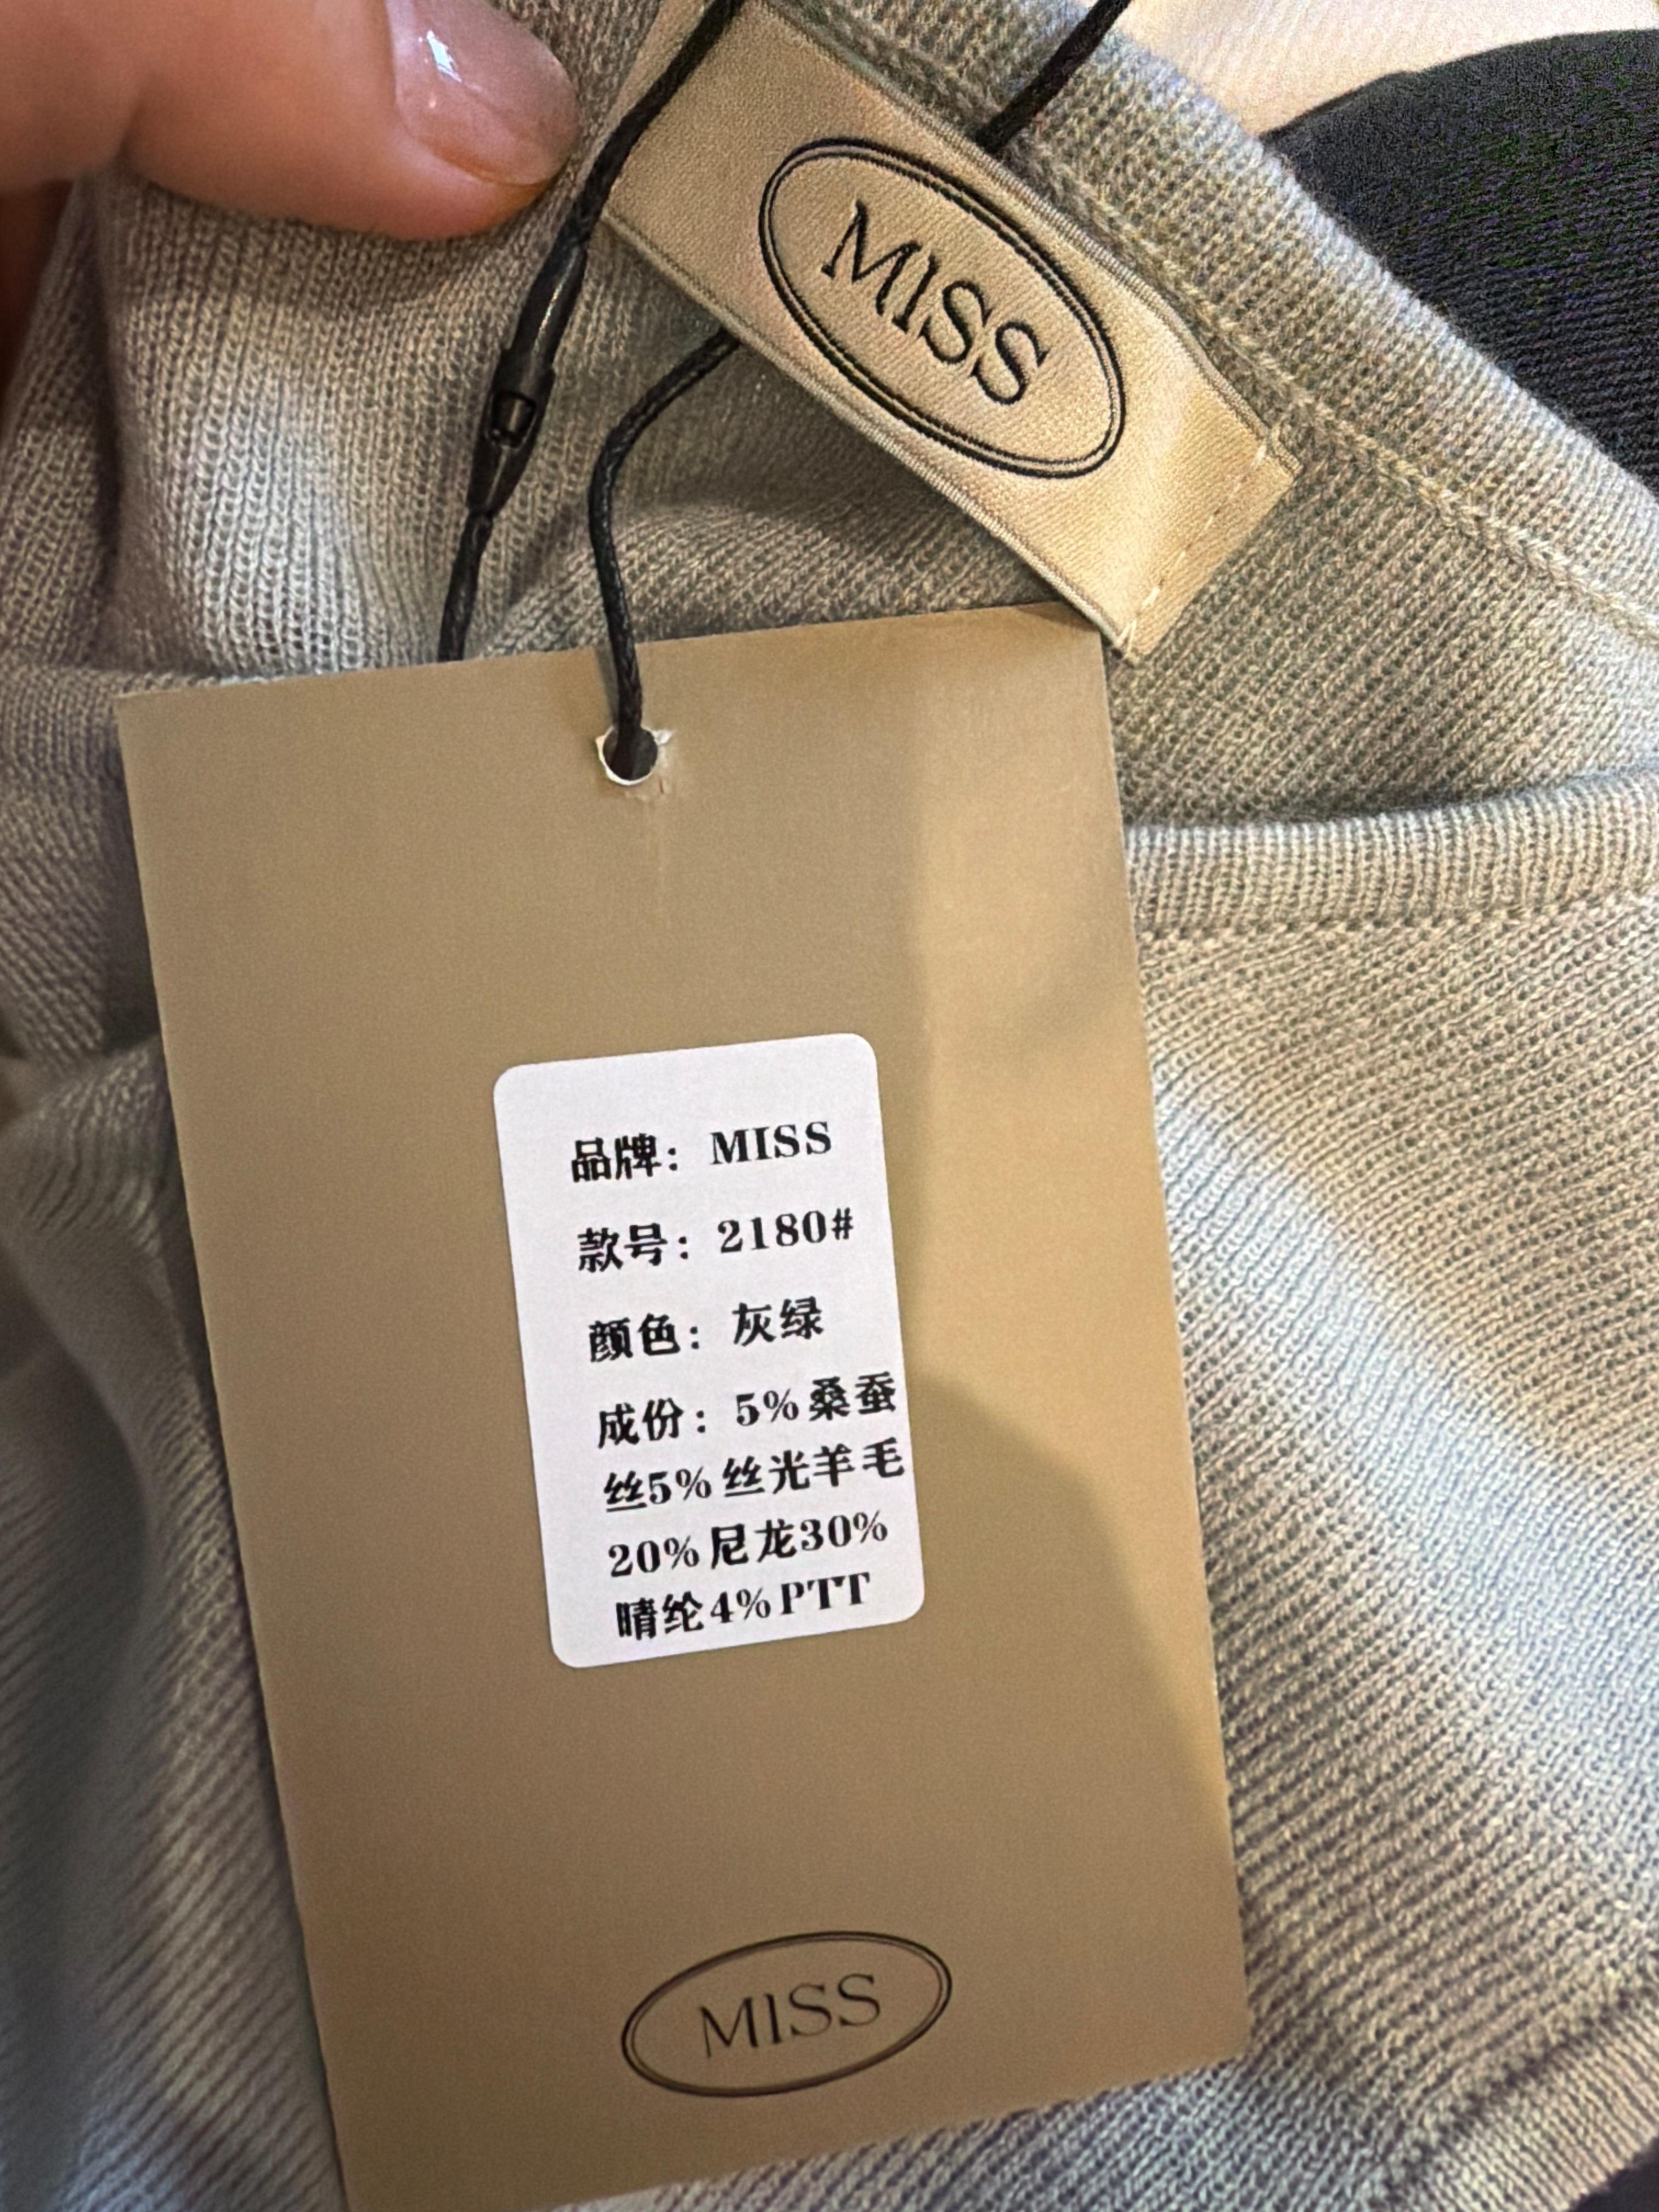 MISS
品牌：MISS
款号：2180#
颜色：灰绿
成份：5%桑蚕
丝5%丝光羊毛
20%尼龙30%
晴纶4%PTT
MISS